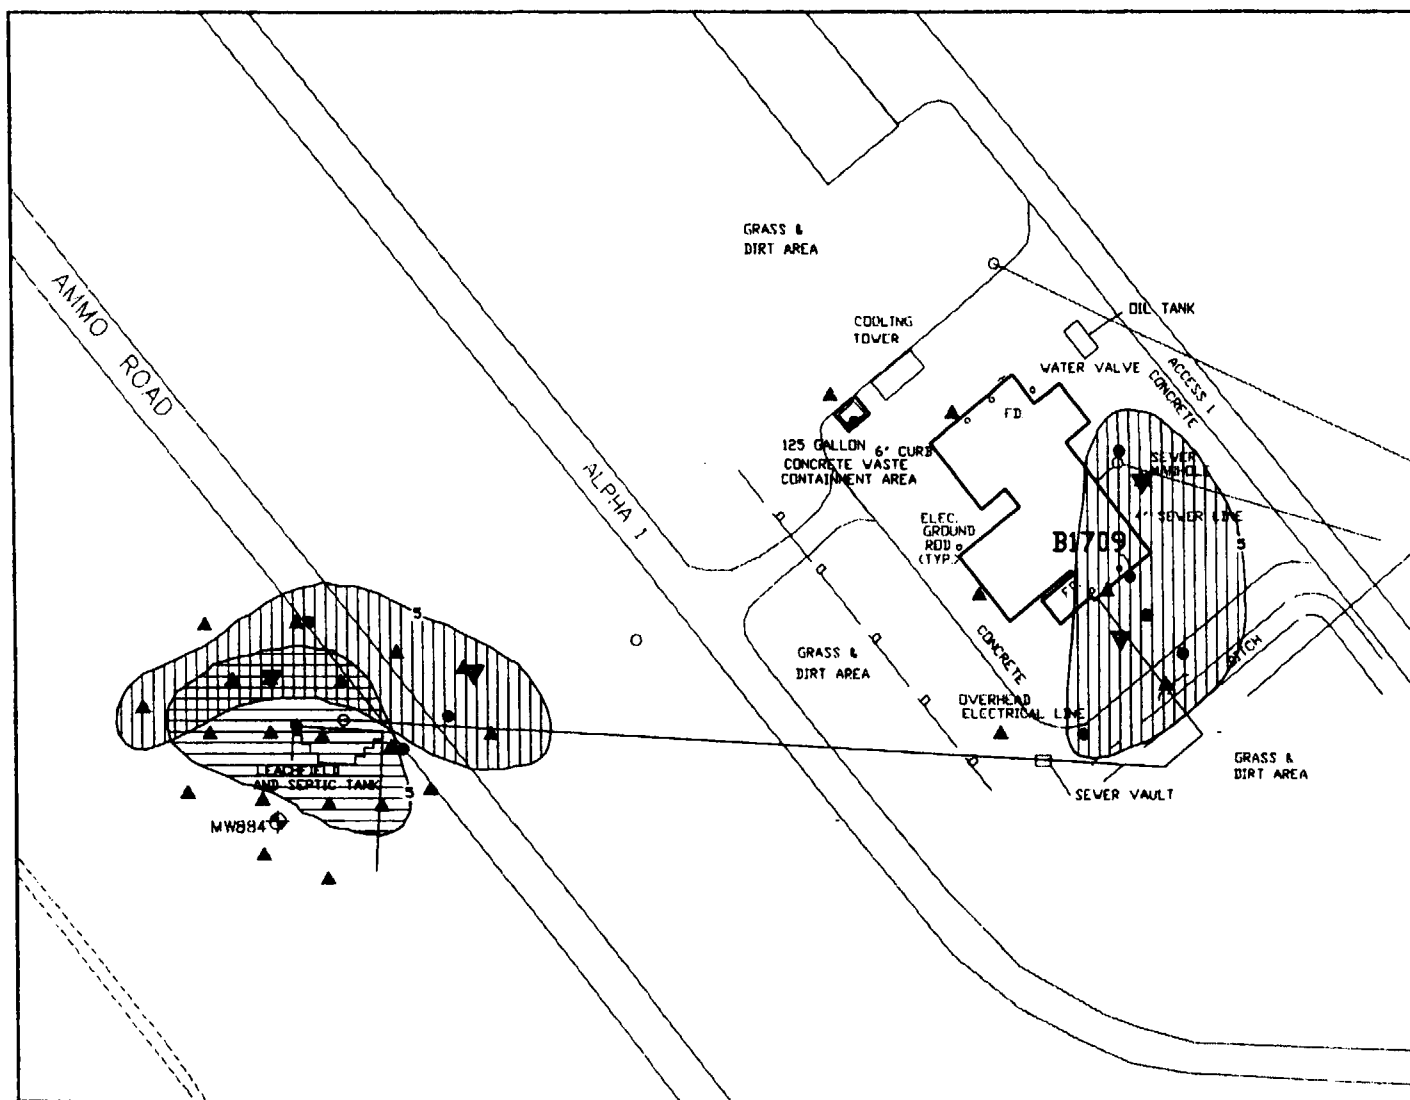 GRASS &
DIRT AREA
AMMO ROAD
OIL TANK
COOLING
TOWER
WATER VALVE
ACCESS 1
CONCRETE
FD
125 GALLON
6" CURB
CONCRETE WASTE
CONTAINMENT AREA
SEWER
MANHOLE
ALPHA 1
4" SEWER LINE
ELEC.
GROUND
ROD
(TYP.)
B1709
5
FD
5
DITCH
CONCRETE
GRASS &
DIRT AREA
OVERHEAD
ELECTRICAL LINE
GRASS &
DIRT AREA
LEACHFIELD
AND SEPTIC TANK
5
SEWER VAULT
MW884